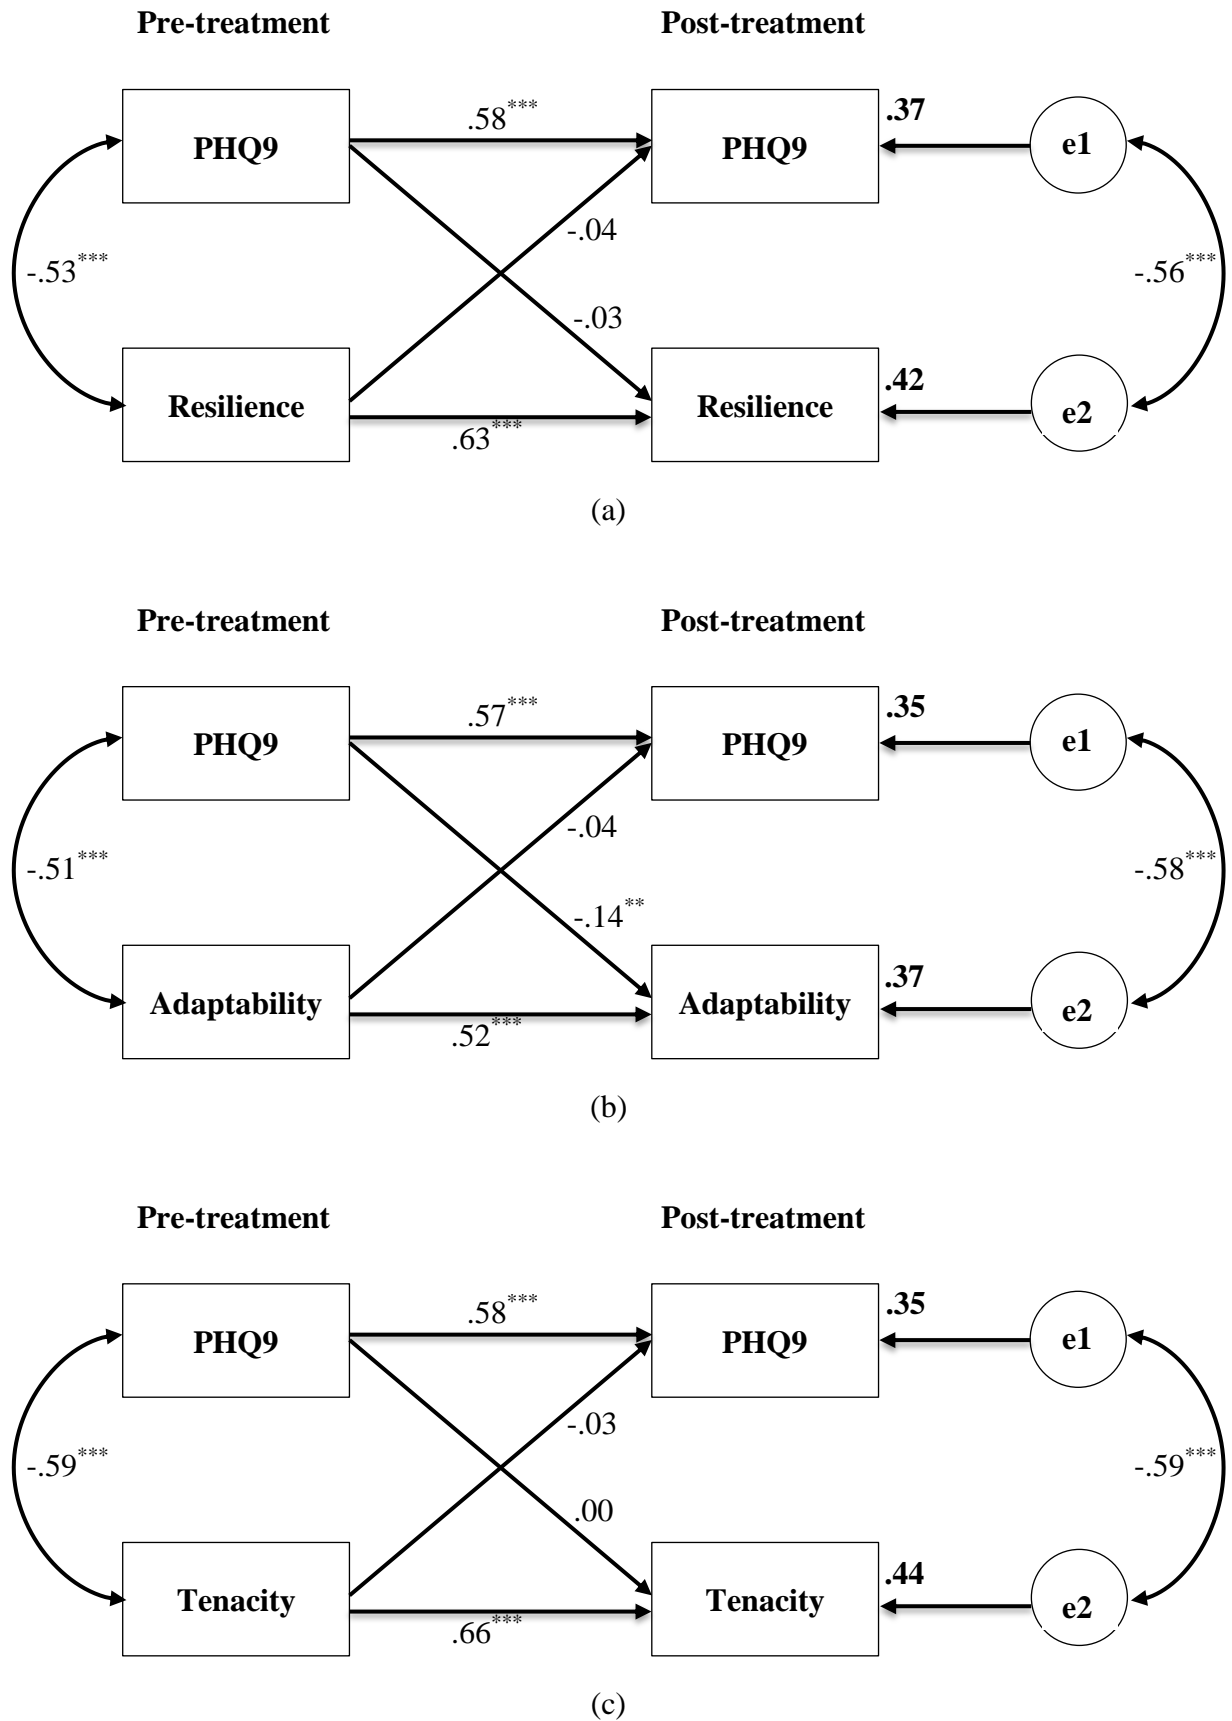 Pre-treatment Post-treatment
.58*** .37
PHQ9 PHQ9 e1
-.04
-.53*** -.56***
-.03
.42
Resilience Resilience e2
.63***
(a)
Pre-treatment Post-treatment
.57*** .35
PHQ9 PHQ9 e1
-.04
-.51*** -.58***
-.14**
.37
Adaptability Adaptability e2
.52***
(b)
Pre-treatment Post-treatment
.58*** .35
PHQ9 PHQ9 e1
-.03
-.59*** -.59***
.00
.44
Tenacity Tenacity e2
.66***
(c)